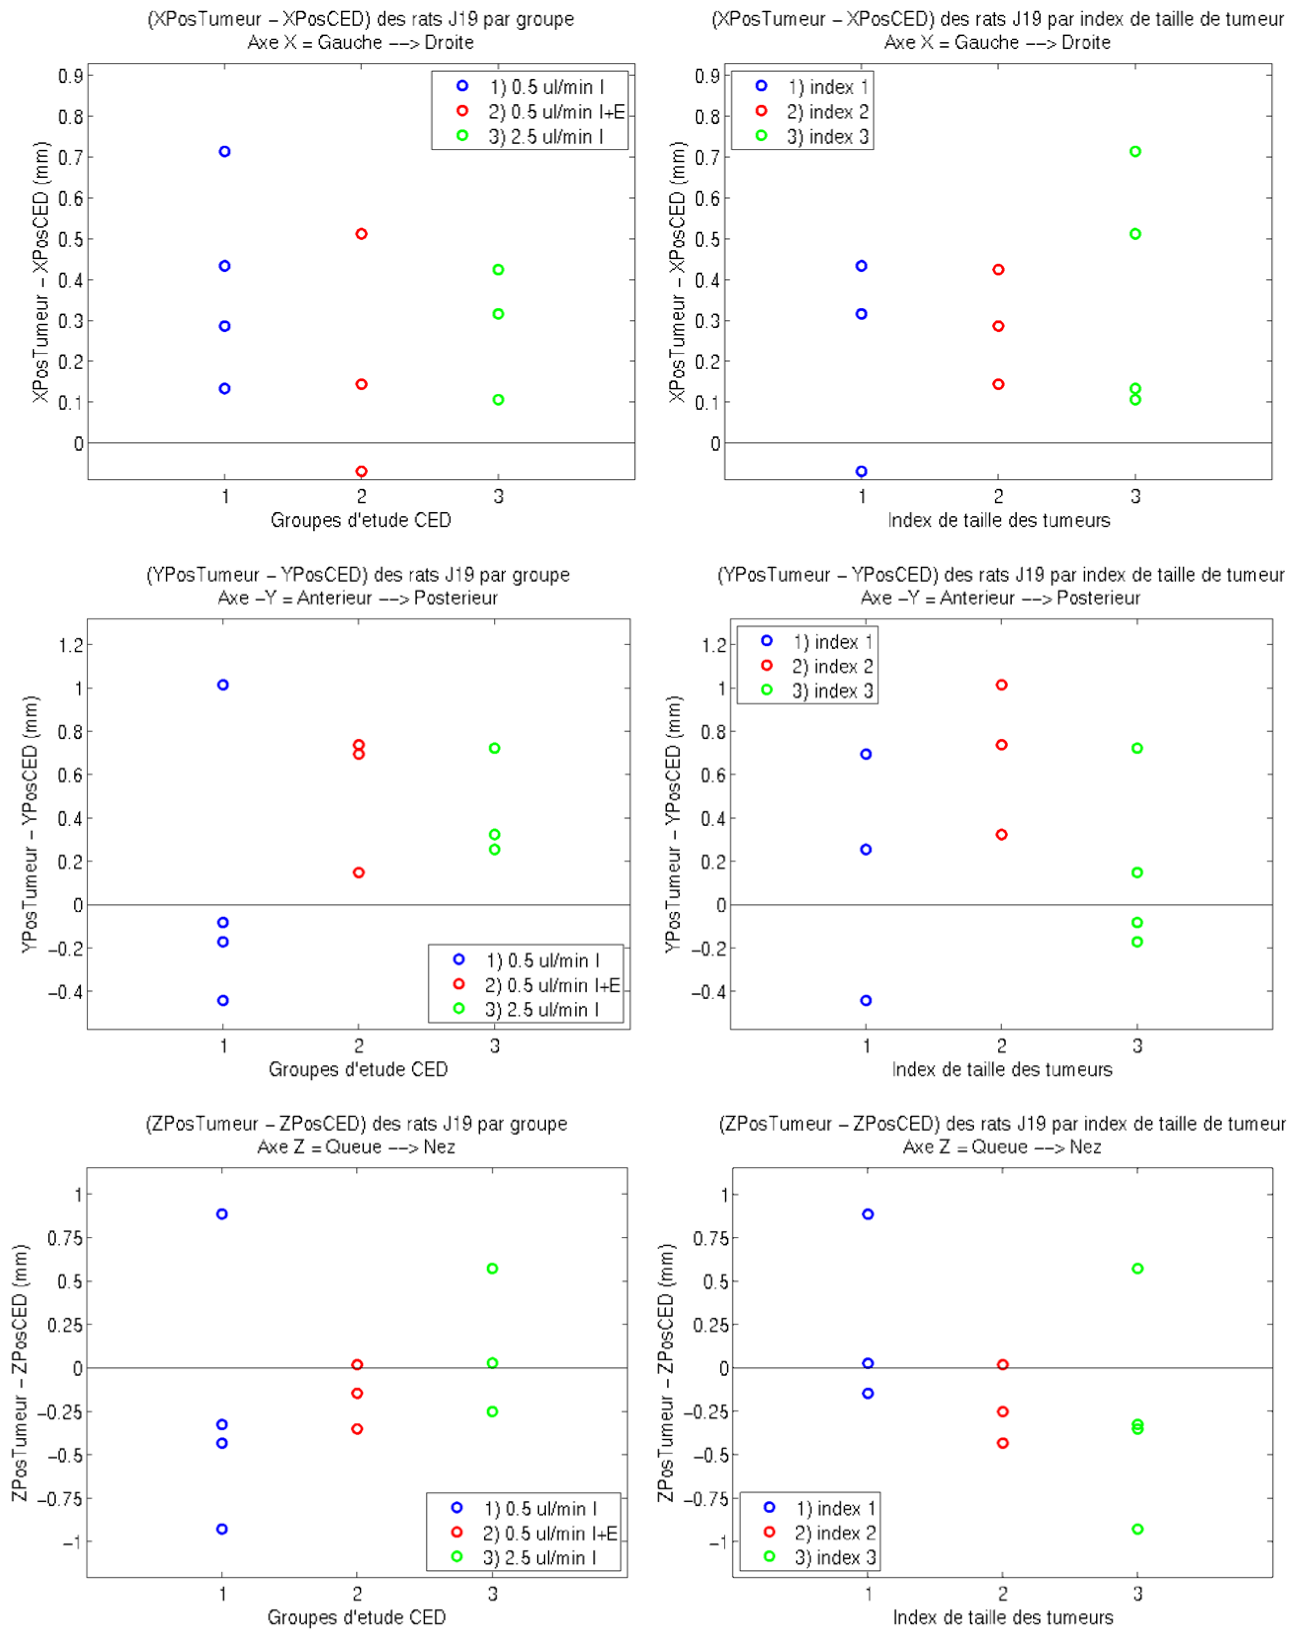 (XPosTumeur – XPosCED) des rats J19 par groupe
Axe X = Gauche ––> Droite
0.9
0.8
0.7
0.6
0.5
0.4
0.3
0.2
0.1
0
XPosTumeur – XPosCED (mm)
1) 0.5 ul/min I
2) 0.5 ul/min I+E
3) 2.5 ul/min I
1 2 3
Groupes d'etude CED
(XPosTumeur – XPosCED) des rats J19 par index de taille de tumeur
Axe X = Gauche ––> Droite
0.9
0.8
0.7
0.6
0.5
0.4
0.3
0.2
0.1
0
XPosTumeur – XPosCED (mm)
1) index 1
2) index 2
3) index 3
1 2 3
Index de taille des tumeurs
(YPosTumeur – YPosCED) des rats J19 par groupe
Axe –Y = Anterieur ––> Posterieur
1.2
1
0.8
0.6
0.4
0.2
0
–0.2
–0.4
YPosTumeur – YPosCED (mm)
1) 0.5 ul/min I
2) 0.5 ul/min I+E
3) 2.5 ul/min I
1 2 3
Groupes d'etude CED
(YPosTumeur – YPosCED) des rats J19 par index de taille de tumeur
Axe –Y = Anterieur ––> Posterieur
1.2
1
0.8
0.6
0.4
0.2
0
–0.2
–0.4
YPosTumeur – YPosCED (mm)
1) index 1
2) index 2
3) index 3
1 2 3
Index de taille des tumeurs
(ZPosTumeur – ZPosCED) des rats J19 par groupe
Axe Z = Queue ––> Nez
1
0.75
0.5
0.25
0
–0.25
–0.5
–0.75
–1
ZPosTumeur – ZPosCED (mm)
1) 0.5 ul/min I
2) 0.5 ul/min I+E
3) 2.5 ul/min I
1 2 3
Groupes d'etude CED
(ZPosTumeur – ZPosCED) des rats J19 par index de taille de tumeur
Axe Z = Queue ––> Nez
1
0.75
0.5
0.25
0
–0.25
–0.5
–0.75
–1
ZPosTumeur – ZPosCED (mm)
1) index 1
2) index 2
3) index 3
1 2 3
Index de taille des tumeurs